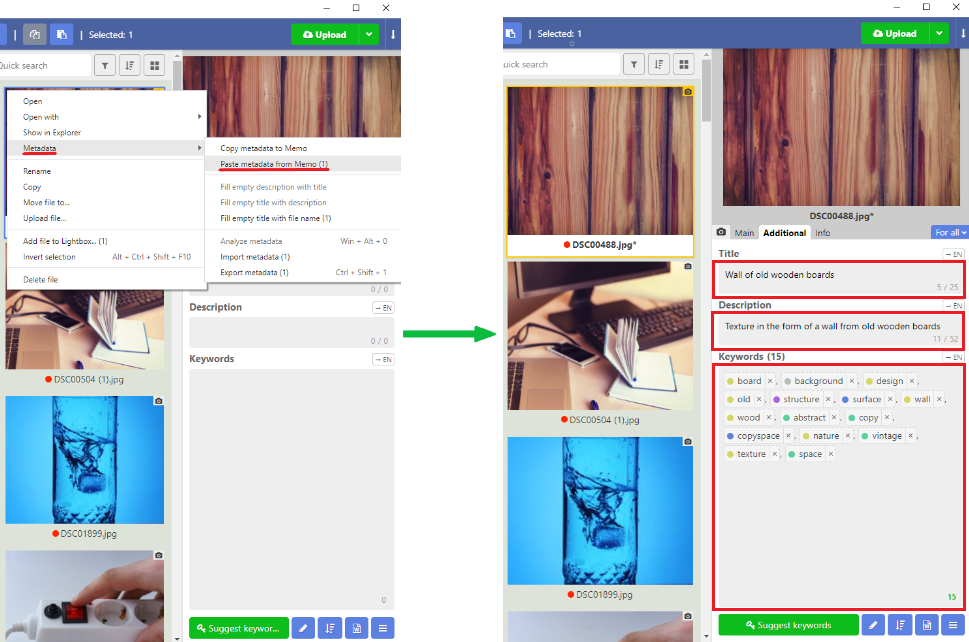 Selected: 1
Upload
Quick search
Open
Open with
Show in Explorer
Metadata
Rename
Copy
Move file to...
Upload file...
Add file to Lightbox... (1)
Invert selection Alt + Ctrl + Shift + F10
Delete file
Copy metadata to Memo
Paste metadata from Memo (1)
Fill empty description with title
Fill empty title with description
Fill empty title with file name (1)
Analyze metadata Win + Alt + 0
Import metadata (1)
Export metadata (1) Ctrl + Shift + 1
0 / 0
Description → EN
0 / 0
Keywords → EN
DSC00504 (1).jpg
DSC01899.jpg
0
Suggest keywor...
Selected: 1
0
Upload
uick search
DSC00488.jpg*
DSC00504 (1).jpg
DSC01899.jpg
DSC00488.jpg*
Main Additional Info For all
Title → EN
Wall of old wooden boards
5 / 25
Description → EN
Texture in the form of a wall from old wooden boards
11 / 52
Keywords (15) → EN
board ×, background ×, design ×,
old ×, structure ×, surface ×, wall ×,
wood ×, abstract ×, copy ×,
copyspace ×, nature ×, vintage ×,
texture ×, space ×
15
Suggest keywords